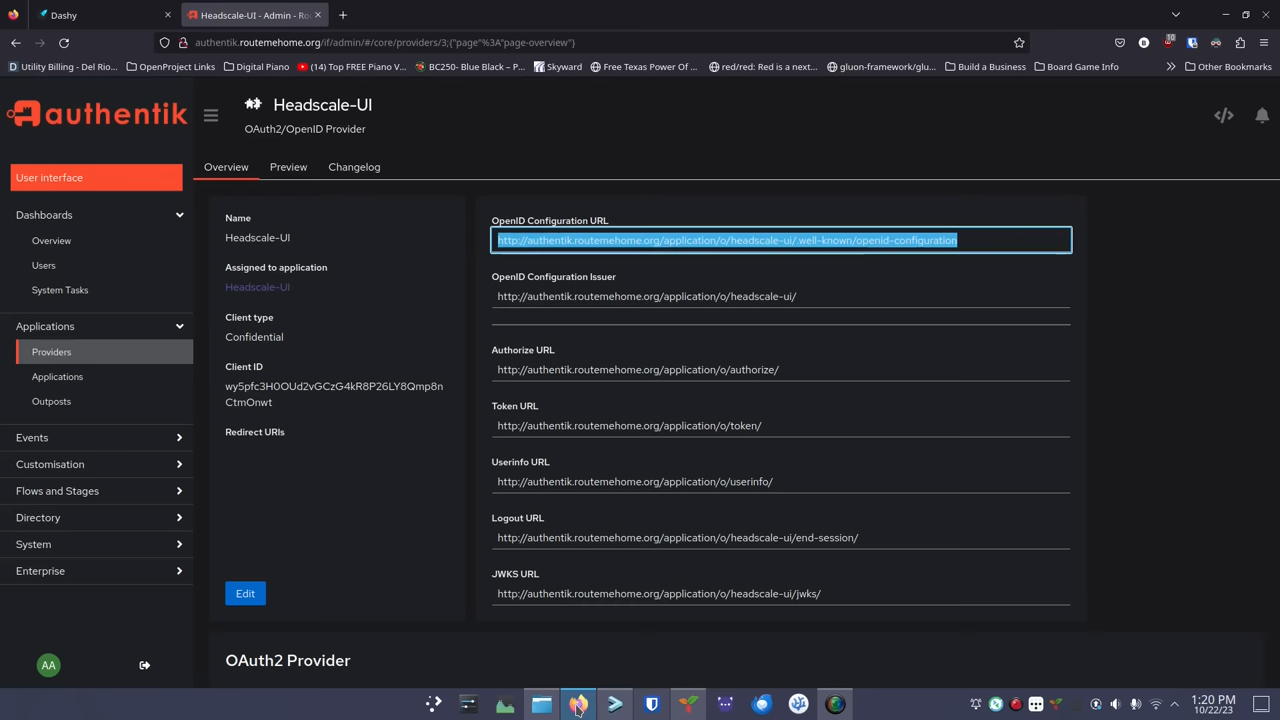 Dashy
Headscale-UI - Admin - Ro
authentik.routemehome.org/if/admin/#/core/providers/3;{"page"%3A"page-overview"}
10
Utility Billing - Del Rio...
OpenProject Links
Digital Piano
(14) Top FREE Piano V...
BC250- Blue Black – P...
Skyward
Free Texas Power Of ...
red/red: Red is a next...
gluon-framework/glu...
Build a Business
Board Game Info
Other Bookmarks
authentik
Headscale-UI
OAuth2/OpenID Provider
User interface
Dashboards
Overview
Users
System Tasks
Applications
Providers
Applications
Outposts
Events
Customisation
Flows and Stages
Directory
System
Enterprise
AA
Overview
Preview
Changelog
Name
Headscale-UI
Assigned to application
Headscale-UI
Client type
Confidential
Client ID
wy5pfc3H0OUd2vGCzG4kR8P26LY8Qmp8n
CtmOnwt
Redirect URIs
Edit
OpenID Configuration URL
http://authentik.routemehome.org/application/o/headscale-ui/.well-known/openid-configuration
OpenID Configuration Issuer
http://authentik.routemehome.org/application/o/headscale-ui/
Authorize URL
http://authentik.routemehome.org/application/o/authorize/
Token URL
http://authentik.routemehome.org/application/o/token/
Userinfo URL
http://authentik.routemehome.org/application/o/userinfo/
Logout URL
http://authentik.routemehome.org/application/o/headscale-ui/end-session/
JWKS URL
http://authentik.routemehome.org/application/o/headscale-ui/jwks/
OAuth2 Provider
1:20 PM
10/22/23